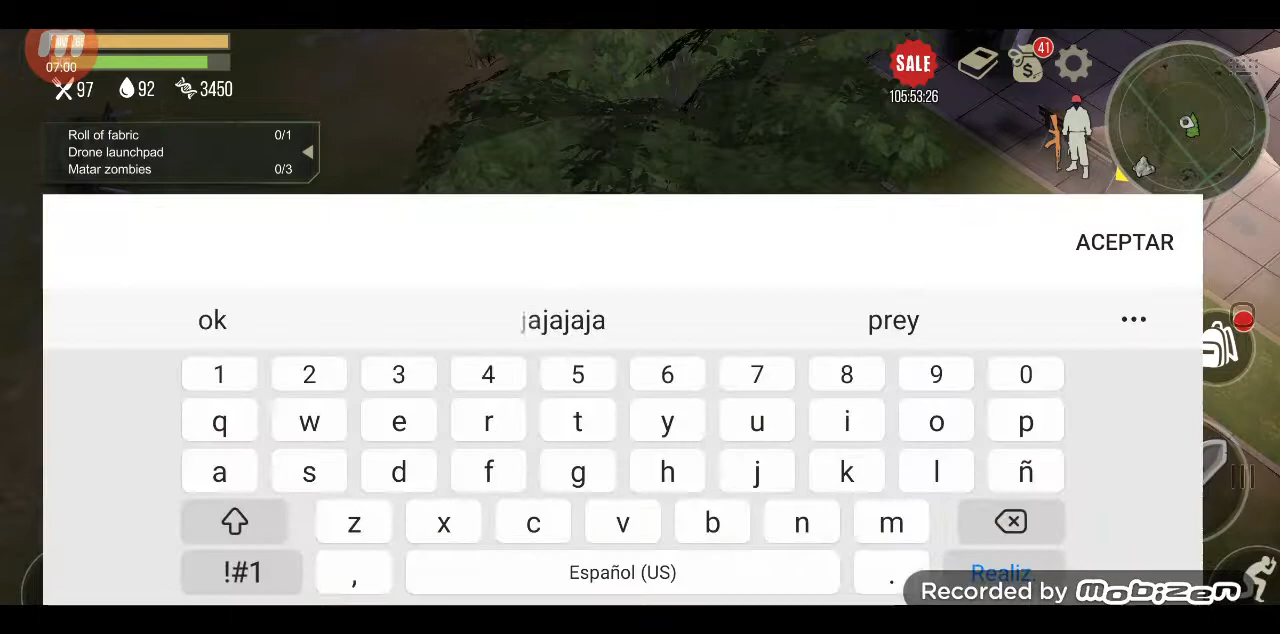 07:00
97 92 3450
Roll of fabric 0/1
Drone launchpad
Matar zombies 0/3
SALE
105:53:26
41
ACEPTAR
ok jajajaja prey ...
1 2 3 4 5 6 7 8 9 0
q w e r t y u i o p
a s d f g h j k l ñ
z x c v b n m
!#1 , Español (US) . Realiz.
Recorded by mobizen